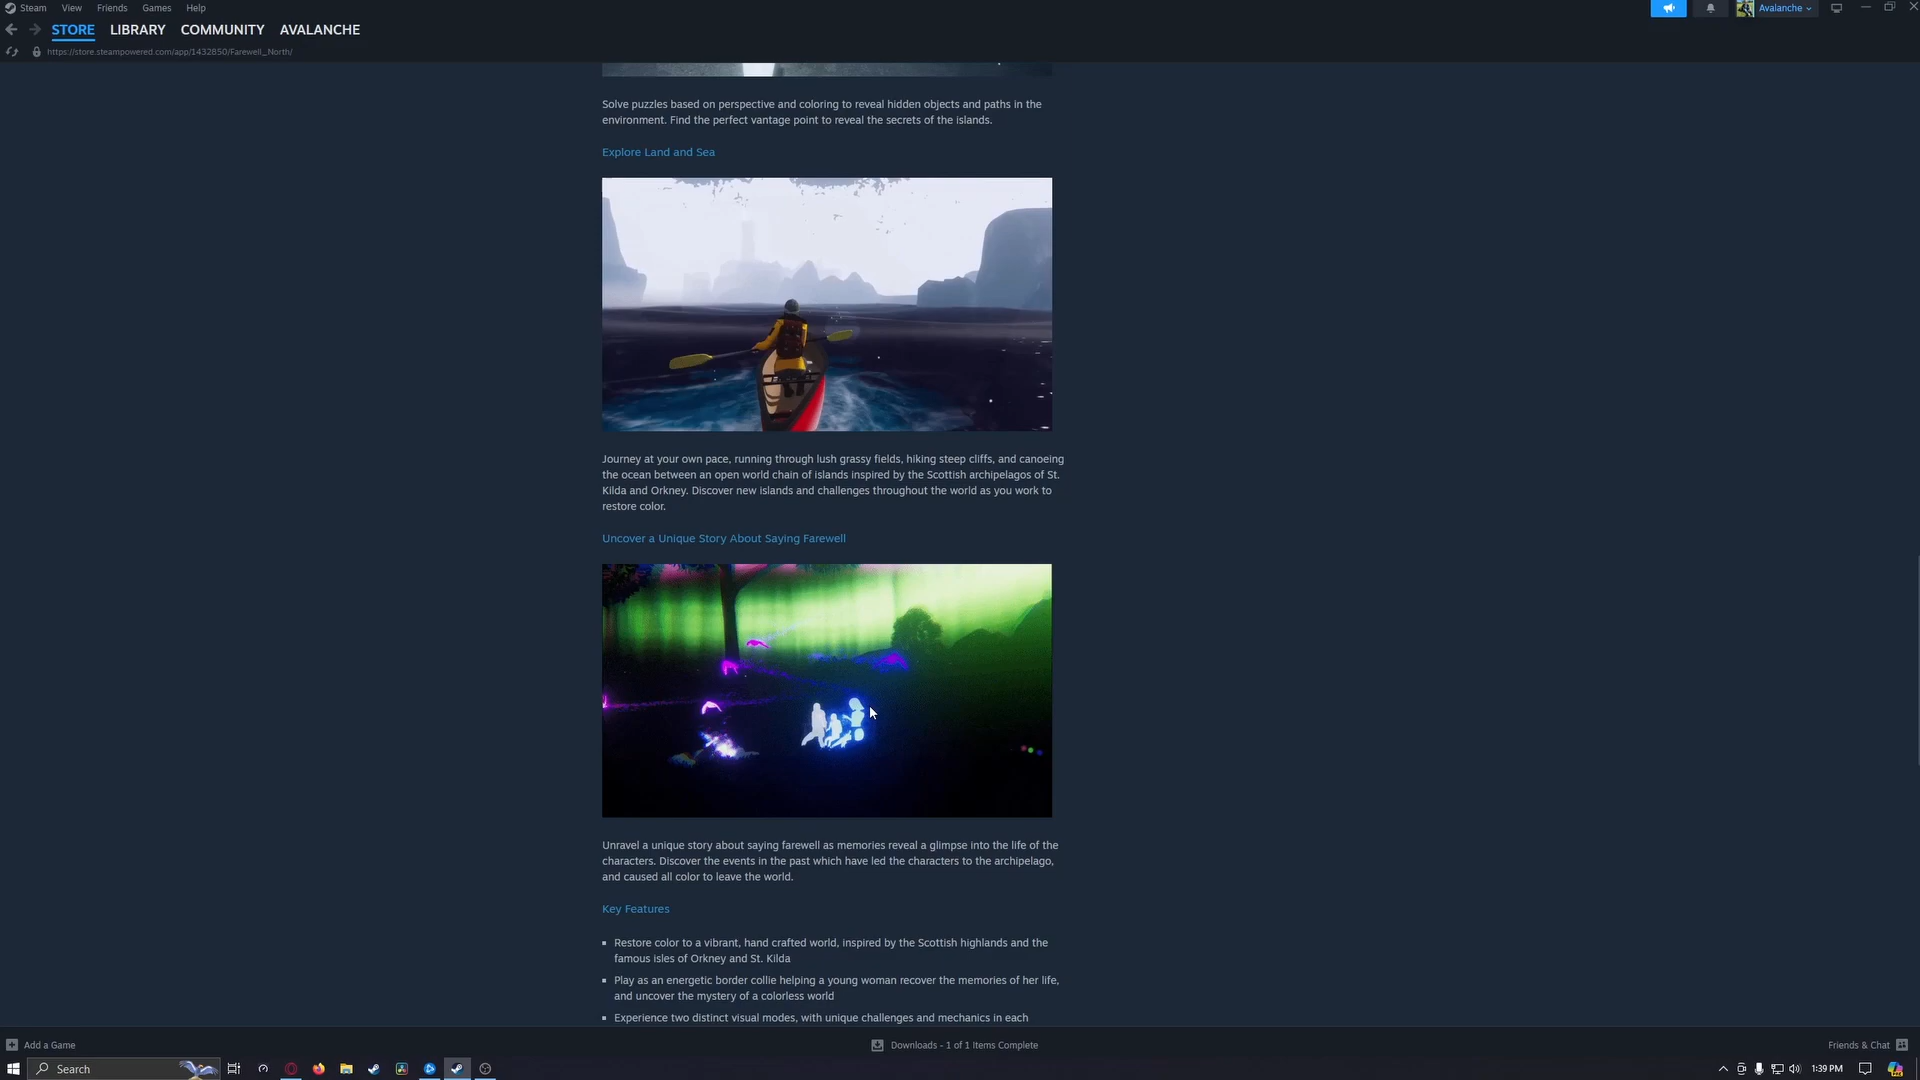 Steam View Friends Games Help Avalanche
STORE LIBRARY COMMUNITY AVALANCHE
https://store.steampowered.com/app/1432850/Farewell_North/
Solve puzzles based on perspective and coloring to reveal hidden objects and paths in the
environment. Find the perfect vantage point to reveal the secrets of the islands.
Explore Land and Sea
Journey at your own pace, running through lush grassy fields, hiking steep cliffs, and canoeing
the ocean between an open world chain of islands inspired by the Scottish archipelagos of St.
Kilda and Orkney. Discover new islands and challenges throughout the world as you work to
restore color.
Uncover a Unique Story About Saying Farewell
Unravel a unique story about saying farewell as memories reveal a glimpse into the life of the
characters. Discover the events in the past which have led the characters to the archipelago,
and caused all color to leave the world.
Key Features
Restore color to a vibrant, hand crafted world, inspired by the Scottish highlands and the
famous isles of Orkney and St. Kilda
Play as an energetic border collie helping a young woman recover the memories of her life,
and uncover the mystery of a colorless world
Experience two distinct visual modes, with unique challenges and mechanics in each
Add a Game Downloads - 1 of 1 Items Complete Friends & Chat
Search 1:39 PM